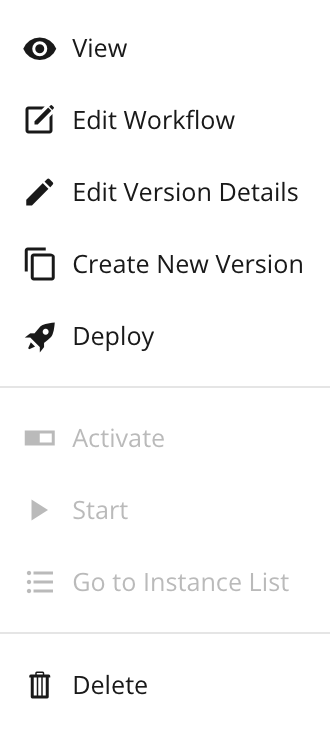 View
Edit Workflow
Edit Version Details
Create New Version
Deploy
Activate
Start
Go to Instance List
Delete